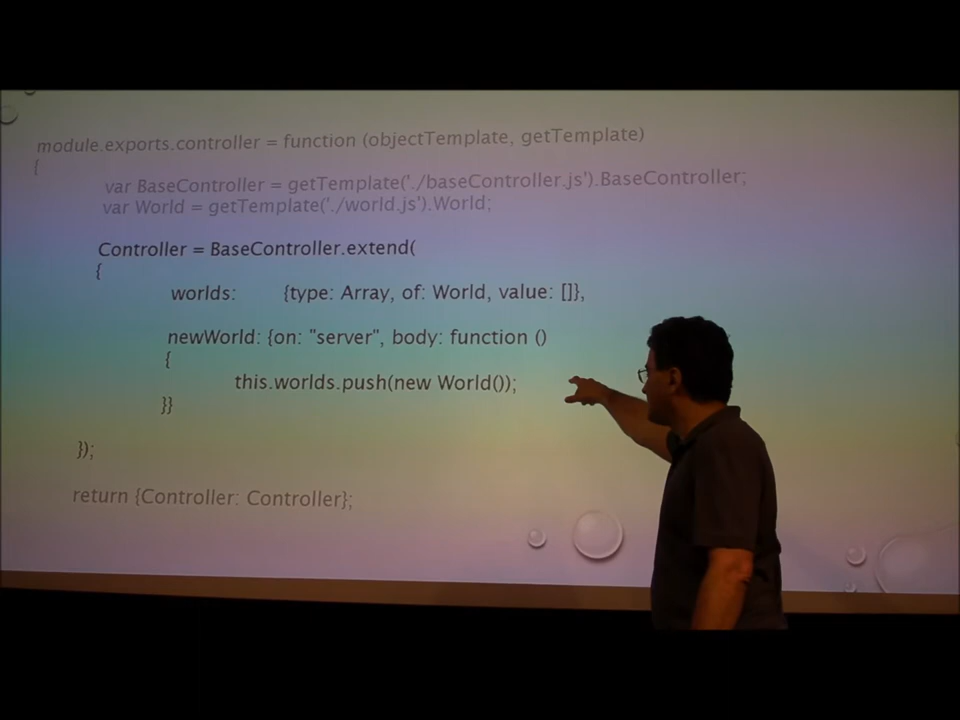 module.exports.controller = function (objectTemplate, getTemplate)
{
var BaseController = getTemplate('./baseController.js').BaseController;
var World = getTemplate('./world.js').World;
Controller = BaseController.extend(
{
worlds: {type: Array, of: World, value: []},
newWorld: {on: "server", body: function ()
{
this.worlds.push(new World());
}}
});
return {Controller: Controller};